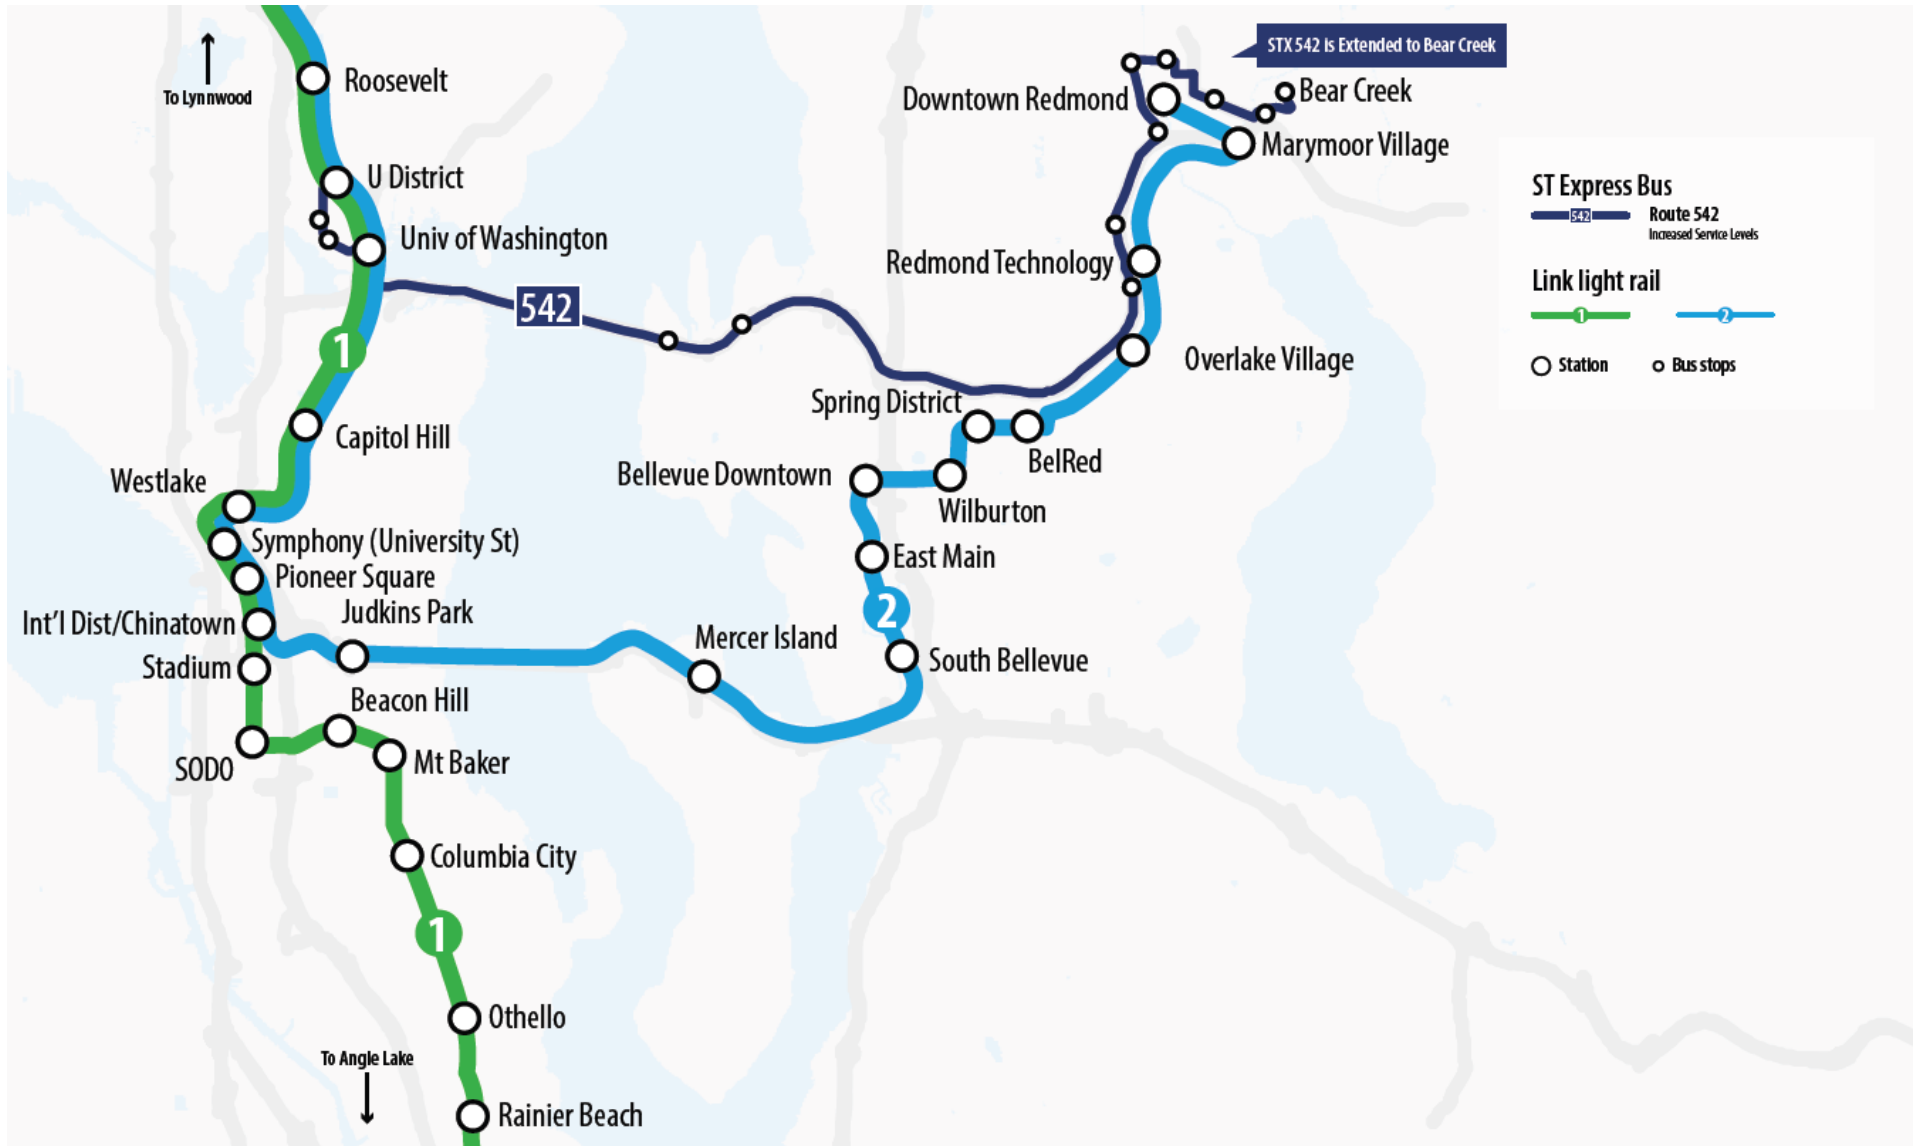 STX 542 is Extended to Bear Creek
Roosevelt
To Lynnwood
Downtown Redmond
Bear Creek
Marymoor Village
U District
Univ of Washington
ST Express Bus
542
Route 542
Increased Service Levels
Redmond Technology
Link light rail
1
2
542
1
Overlake Village
Station
Bus stops
Spring District
Capitol Hill
BelRed
Westlake
Bellevue Downtown
Wilburton
Symphony (University St)
East Main
Pioneer Square
2
Judkins Park
Int'l Dist/Chinatown
Mercer Island
South Bellevue
Stadium
Beacon Hill
SODO
Mt Baker
Columbia City
1
Othello
To Angle Lake
Rainier Beach